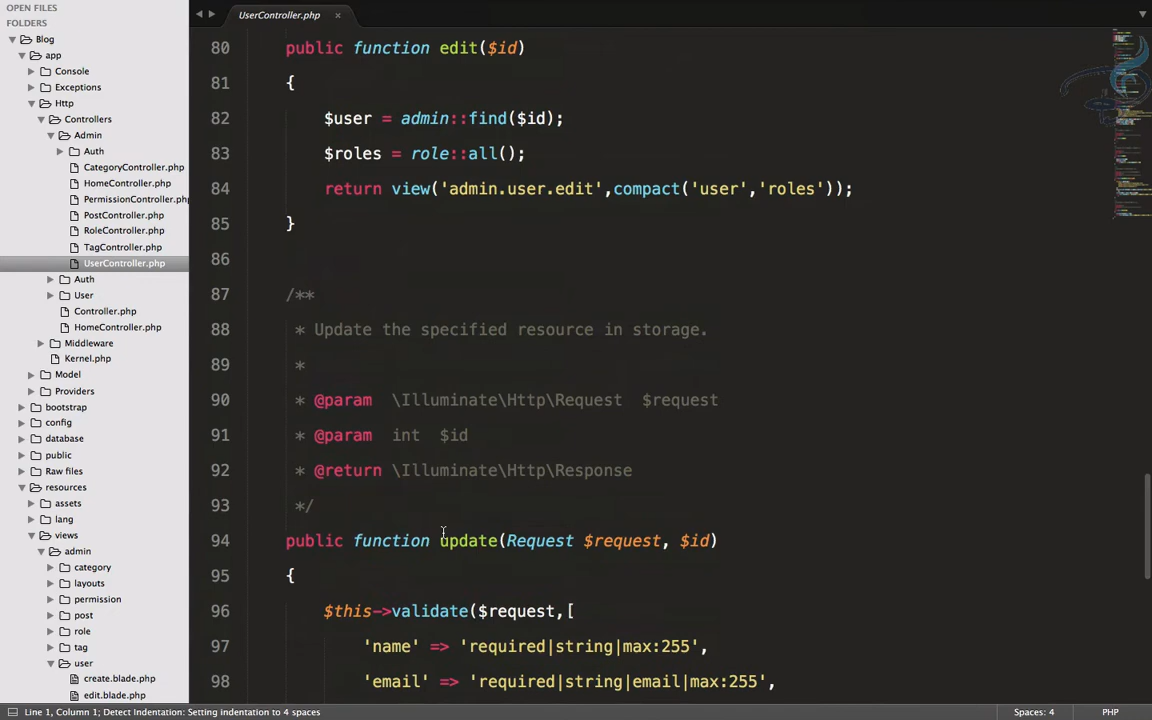 OPEN FILES
FOLDERS
Blog
app
Console
Exceptions
Http
Controllers
Admin
Auth
CategoryController.php
HomeController.php
PermissionController.php
PostController.php
RoleController.php
TagController.php
UserController.php
Auth
User
Controller.php
HomeController.php
Middleware
Kernel.php
Model
Providers
bootstrap
config
database
public
Raw files
resources
assets
lang
views
admin
category
layouts
permission
post
role
tag
user
create.blade.php
edit.blade.php
UserController.php ×
80 public function edit($id)
81 {
82 $user = admin::find($id);
83 $roles = role::all();
84 return view('admin.user.edit',compact('user','roles'));
85 }
86
87 /**
88 * Update the specified resource in storage.
89 *
90 * @param \Illuminate\Http\Request $request
91 * @param int $id
92 * @return \Illuminate\Http\Response
93 */
94 public function update(Request $request, $id)
95 {
96 $this->validate($request,[
97 'name' => 'required|string|max:255',
98 'email' => 'required|string|email|max:255',
Line 1, Column 1; Detect Indentation: Setting indentation to 4 spaces
Spaces: 4
PHP